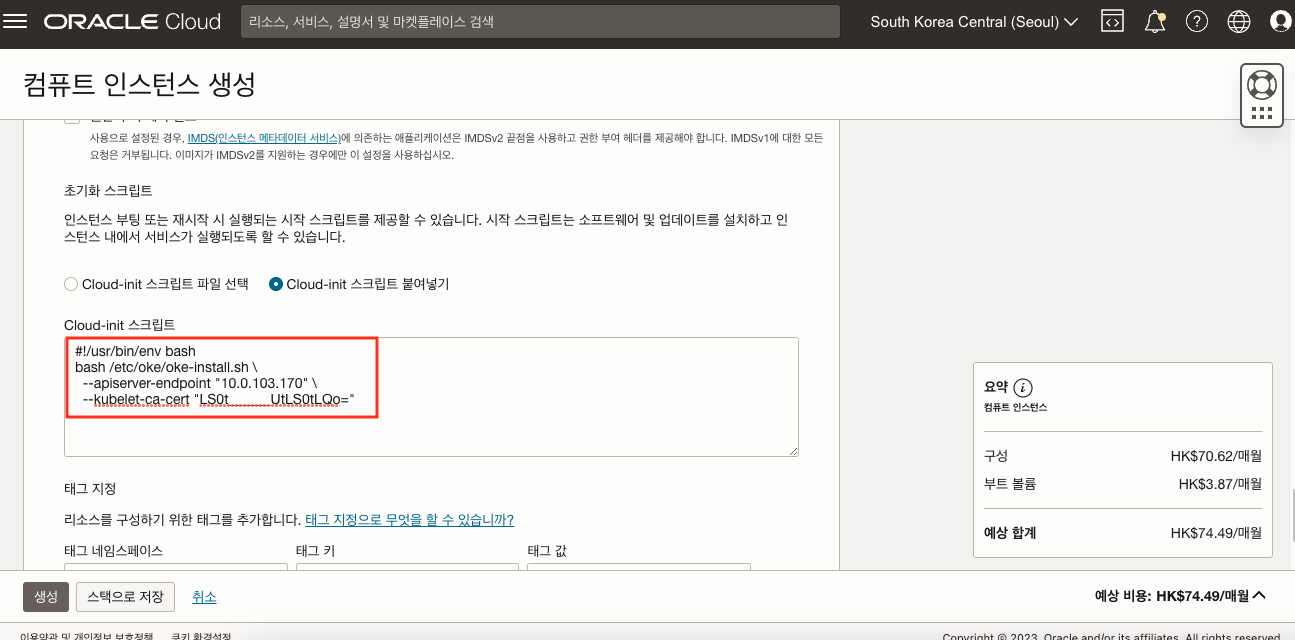 ORACLE Cloud
리소스, 서비스, 설명서 및 마켓플레이스 검색
South Korea Central (Seoul)
컴퓨트 인스턴스 생성
사용으로 설정된 경우, IMDS(인스턴스 메타데이터 서비스)에 의존하는 애플리케이션은 IMDSv2 끝점을 사용하고 권한 부여 헤더를 제공해야 합니다. IMDSv1에 대한 모든
요청은 거부됩니다. 이미지가 IMDSv2를 지원하는 경우에만 이 설정을 사용하십시오.
초기화 스크립트
인스턴스 부팅 또는 재시작 시 실행되는 시작 스크립트를 제공할 수 있습니다. 시작 스크립트는 소프트웨어 및 업데이트를 설치하고 인
스턴스 내에서 서비스가 실행되도록 할 수 있습니다.
Cloud-init 스크립트 파일 선택
Cloud-init 스크립트 붙여넣기
Cloud-init 스크립트
#!/usr/bin/env bash
bash /etc/oke/oke-install.sh \
--apiserver-endpoint "10.0.103.170" \
--kubelet-ca-cert "LS0t...........UtLS0tLQo="
태그 지정
리소스를 구성하기 위한 태그를 추가합니다. 태그 지정으로 무엇을 할 수 있습니까?
태그 네임스페이스
태그 키
태그 값
요약
컴퓨트 인스턴스
구성 HK$70.62/매월
부트 볼륨 HK$3.87/매월
예상 합계 HK$74.49/매월
생성
스택으로 저장
취소
예상 비용: HK$74.49/매월
이용약관 및 개인정보 보호정책
쿠키 환경설정
Copyright © 2023, Oracle and/or its affiliates. All rights reserved.